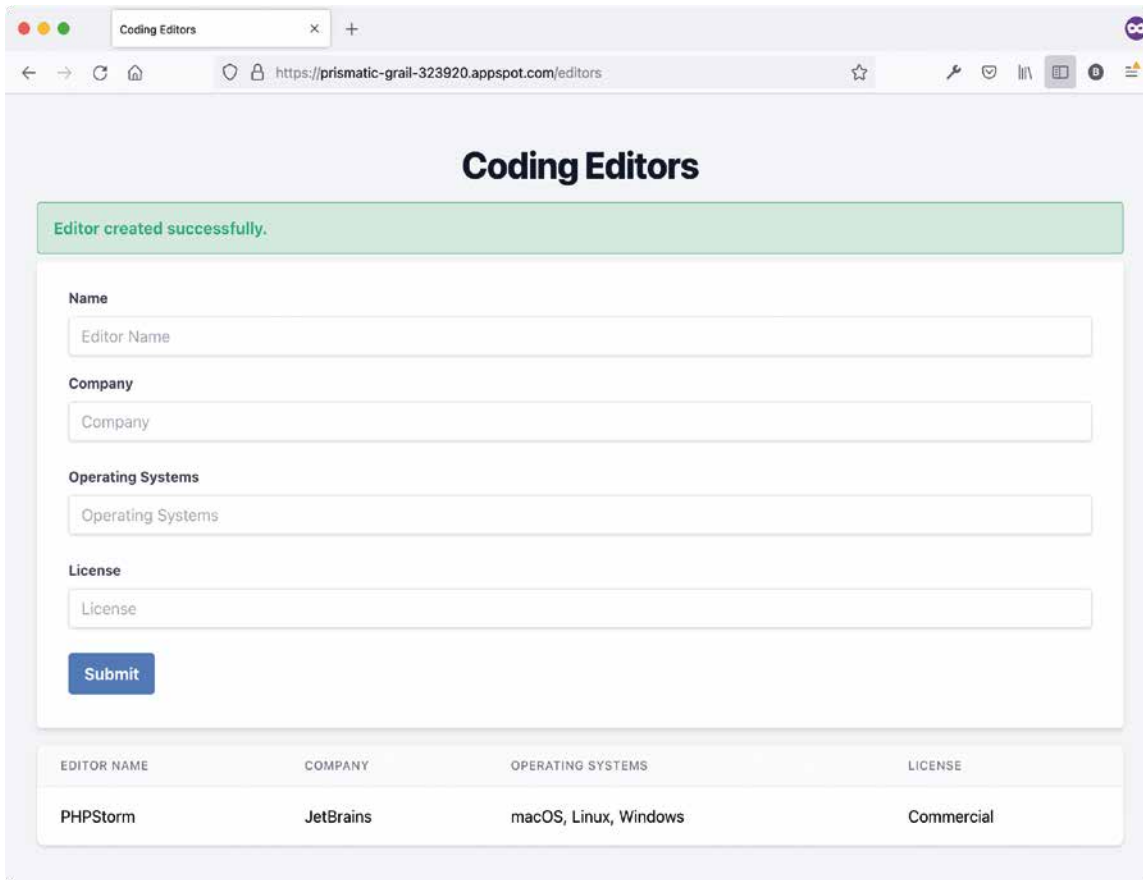 Coding Editors
https://prismatic-grail-323920.appspot.com/editors
B
Coding Editors
Editor created successfully.
Name
Editor Name
Company
Company
Operating Systems
Operating Systems
License
License
Submit
EDITOR NAME COMPANY OPERATING SYSTEMS LICENSE
PHPStorm JetBrains macOS, Linux, Windows Commercial